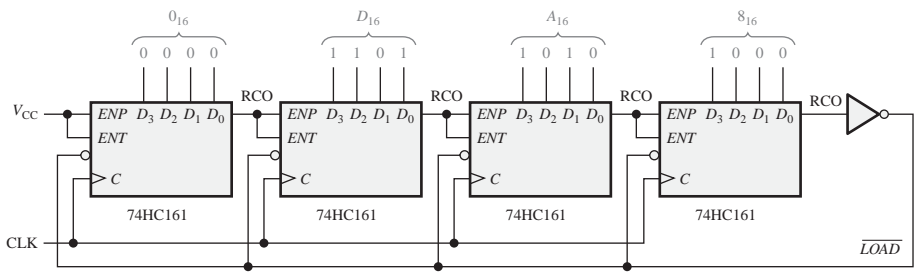 0₁₆ D₁₆ A₁₆ 8₁₆
0 0 0 0 1 1 0 1 1 0 1 0 1 0 0 0
RCO RCO RCO RCO
V_CC ENP D₃ D₂ D₁ D₀ ENP D₃ D₂ D₁ D₀ ENP D₃ D₂ D₁ D₀ ENP D₃ D₂ D₁ D₀
ENT ENT ENT ENT
C C C C
74HC161 74HC161 74HC161 74HC161
CLK L̅O̅A̅D̅